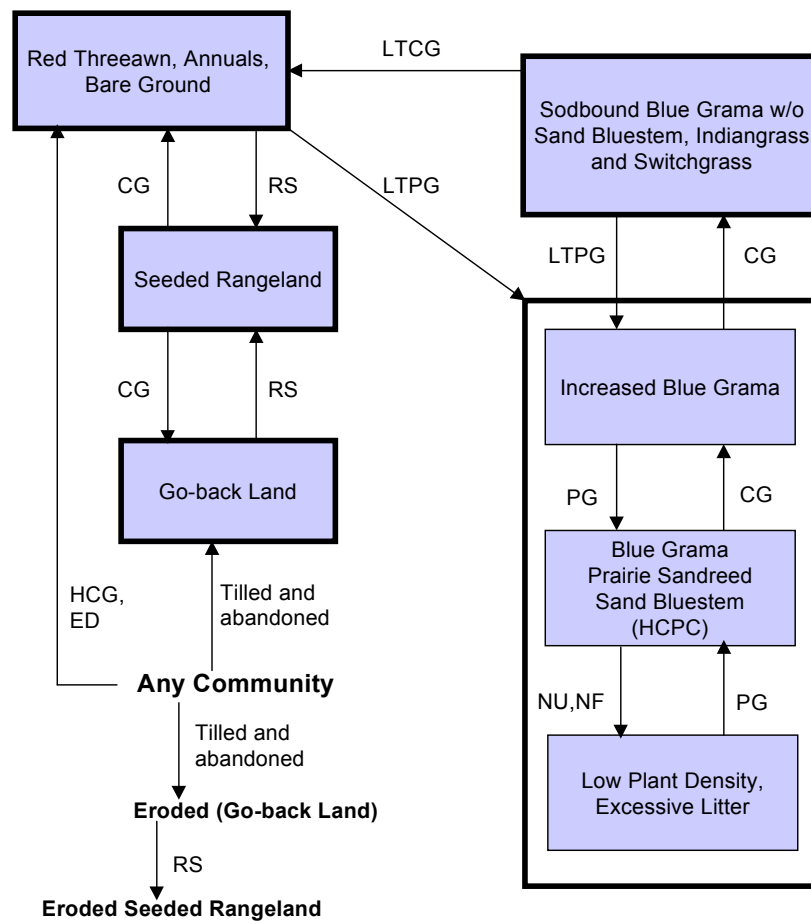 Red Threeawn, Annuals,
Bare Ground
LTCG
Sodbound Blue Grama w/o
Sand Bluestem, Indiangrass
and Switchgrass
CG
RS
LTPG
LTPG
CG
Seeded Rangeland
CG
RS
Increased Blue Grama
Go-back Land
PG
CG
HCG,
ED
Tilled and
abandoned
Blue Grama
Prairie Sandreed
Sand Bluestem
(HCPC)
Any Community
NU,NF
PG
Tilled and
abandoned
Low Plant Density,
Excessive Litter
Eroded (Go-back Land)
RS
Eroded Seeded Rangeland